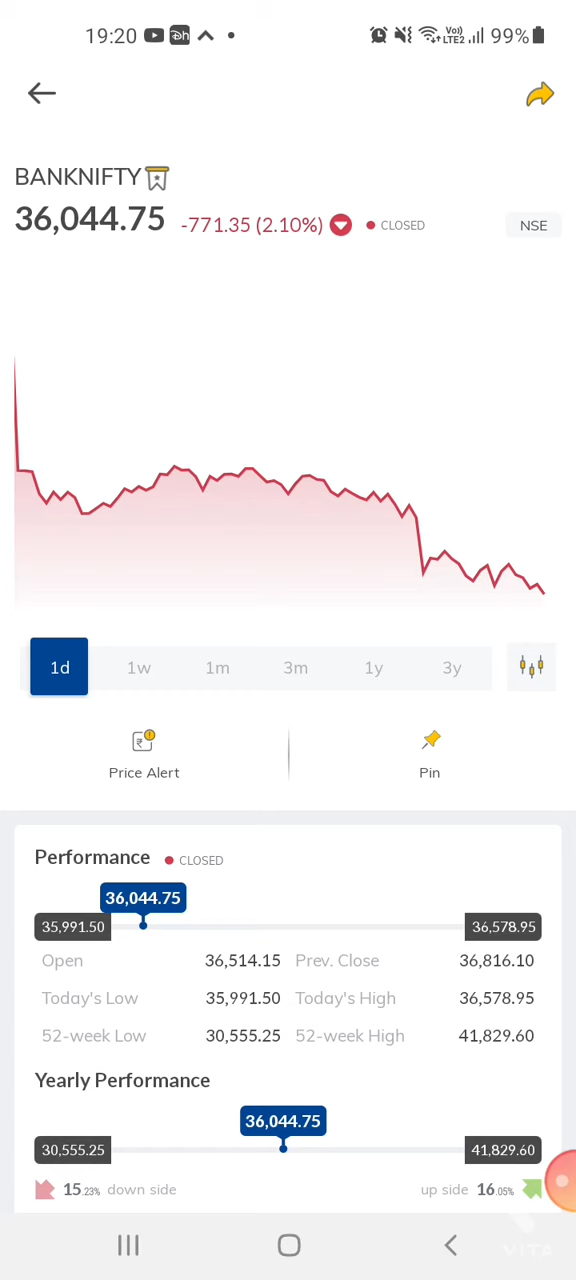 19:20 Dh Vo) LTE2 99%
BANKNIFTY
36,044.75 -771.35 (2.10%) CLOSED NSE
1d 1w 1m 3m 1y 3y
Price Alert Pin
Performance CLOSED
36,044.75
35,991.50 36,578.95
Open 36,514.15 Prev. Close 36,816.10
Today's Low 35,991.50 Today's High 36,578.95
52-week Low 30,555.25 52-week High 41,829.60
Yearly Performance
36,044.75
30,555.25 41,829.60
15.23% down side up side 16.05%
VITA